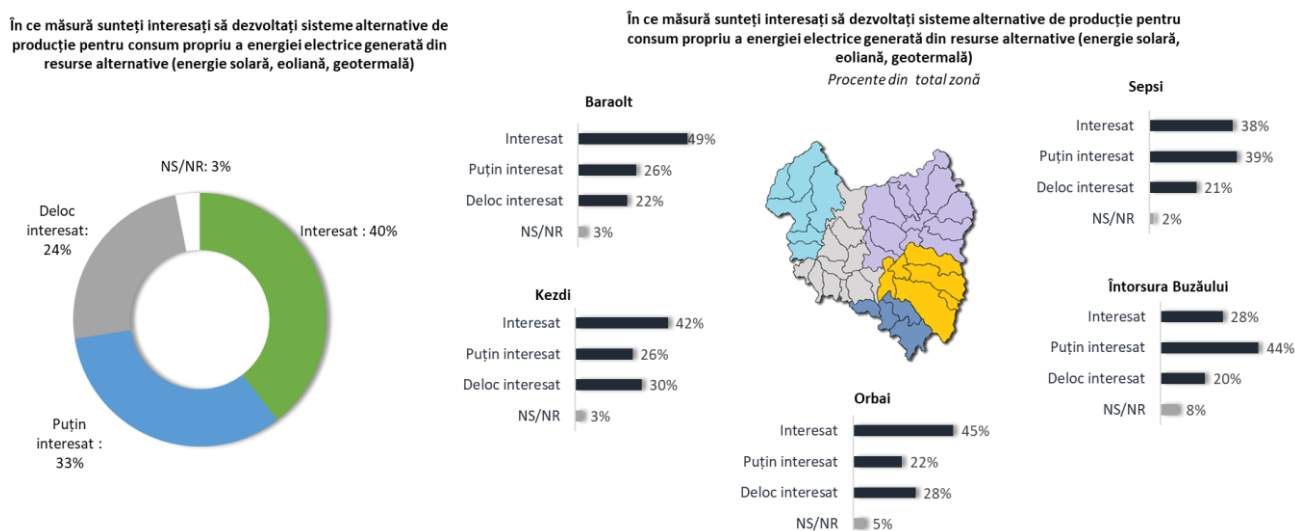 În ce măsură sunteți interesați să dezvoltați sisteme alternative de
producție pentru consum propriu a energiei electrice generată din
resurse alternative (energie solară, eoliană, geotermală)
NS/NR: 3%
Deloc
interesat:
24%
Interesat : 40%
Puțin
interesat :
33%
În ce măsură sunteți interesați să dezvoltați sisteme alternative de producție pentru
consum propriu a energiei electrice generată din resurse alternative (energie solară,
eoliană, geotermală)
Procente din total zonă
Baraolt
Interesat 49%
Puțin interesat 26%
Deloc interesat 22%
NS/NR 3%
Sepsi
Interesat 38%
Puțin interesat 39%
Deloc interesat 21%
NS/NR 2%
Kezdi
Interesat 42%
Puțin interesat 26%
Deloc interesat 30%
NS/NR 3%
Întorsura Buzăului
Interesat 28%
Puțin interesat 44%
Deloc interesat 20%
NS/NR 8%
Orbai
Interesat 45%
Puțin interesat 22%
Deloc interesat 28%
NS/NR 5%